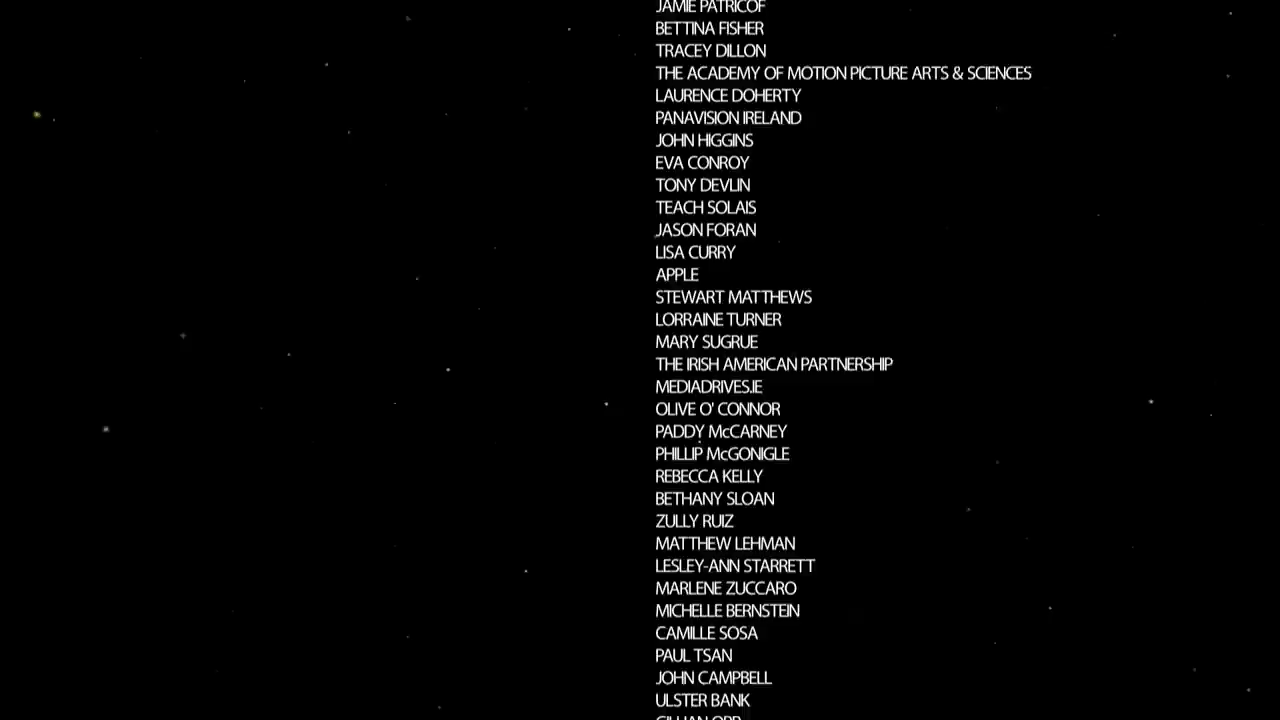 JAMIE PATRICOF
BETTINA FISHER
TRACEY DILLON
THE ACADEMY OF MOTION PICTURE ARTS & SCIENCES
LAURENCE DOHERTY
PANAVISION IRELAND
JOHN HIGGINS
EVA CONROY
TONY DEVLIN
TEACH SOLAIS
JASON FORAN
LISA CURRY
APPLE
STEWART MATTHEWS
LORRAINE TURNER
MARY SUGRUE
THE IRISH AMERICAN PARTNERSHIP
MEDIADRIVES.IE
OLIVE O' CONNOR
PADDY McCARNEY
PHILLIP McGONIGLE
REBECCA KELLY
BETHANY SLOAN
ZULLY RUIZ
MATTHEW LEHMAN
LESLEY-ANN STARRETT
MARLENE ZUCCARO
MICHELLE BERNSTEIN
CAMILLE SOSA
PAUL TSAN
JOHN CAMPBELL
ULSTER BANK